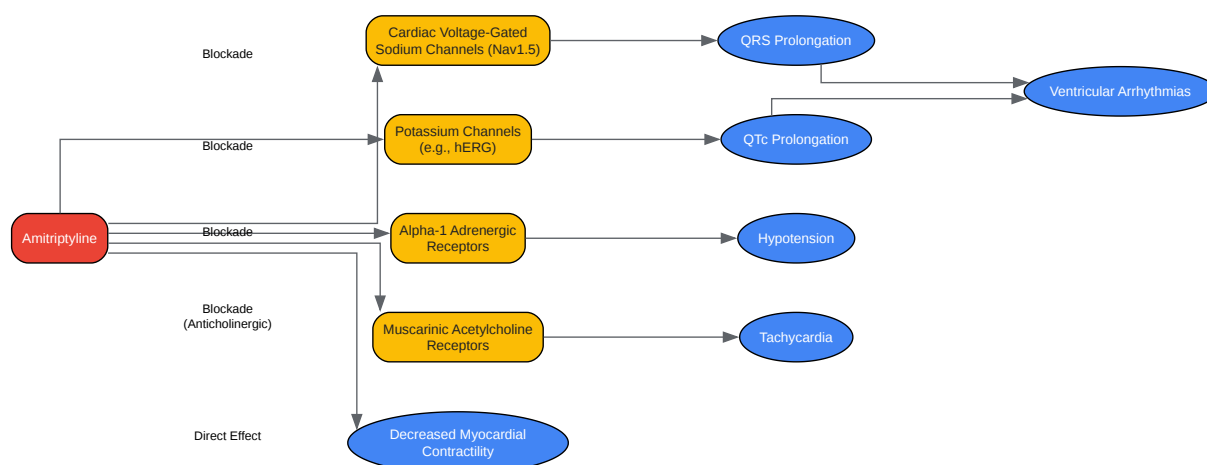 Cardiac Voltage-Gated
Sodium Channels (Nav1.5)
QRS Prolongation
Blockade
Ventricular Arrhythmias
Potassium Channels
(e.g., hERG)
QTc Prolongation
Blockade
Amitriptyline
Blockade
Alpha-1 Adrenergic
Receptors
Hypotension
Blockade
(Anticholinergic)
Muscarinic Acetylcholine
Receptors
Tachycardia
Direct Effect
Decreased Myocardial
Contractility